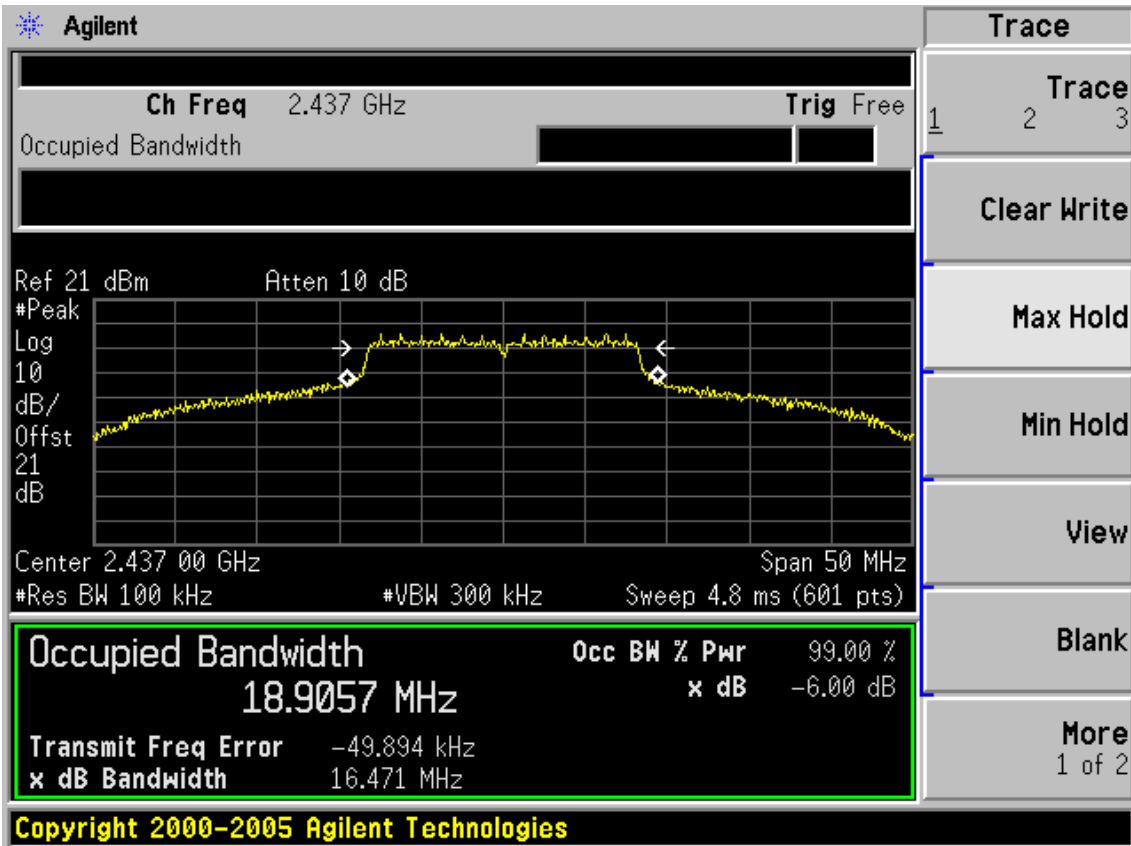 Agilent
Trace
Ch Freq 2.437 GHz Trig Free
Occupied Bandwidth
Trace
1 2 3
Clear Write
Max Hold
Min Hold
View
Blank
More
1 of 2
Ref 21 dBm Atten 10 dB
#Peak
Log
10
dB/
Offst
21
dB
Center 2.437 00 GHz Span 50 MHz
#Res BW 100 kHz #VBW 300 kHz Sweep 4.8 ms (601 pts)
Occupied Bandwidth
18.9057 MHz
Occ BW % Pwr 99.00 %
x dB -6.00 dB
Transmit Freq Error -49.894 kHz
x dB Bandwidth 16.471 MHz
Copyright 2000-2005 Agilent Technologies